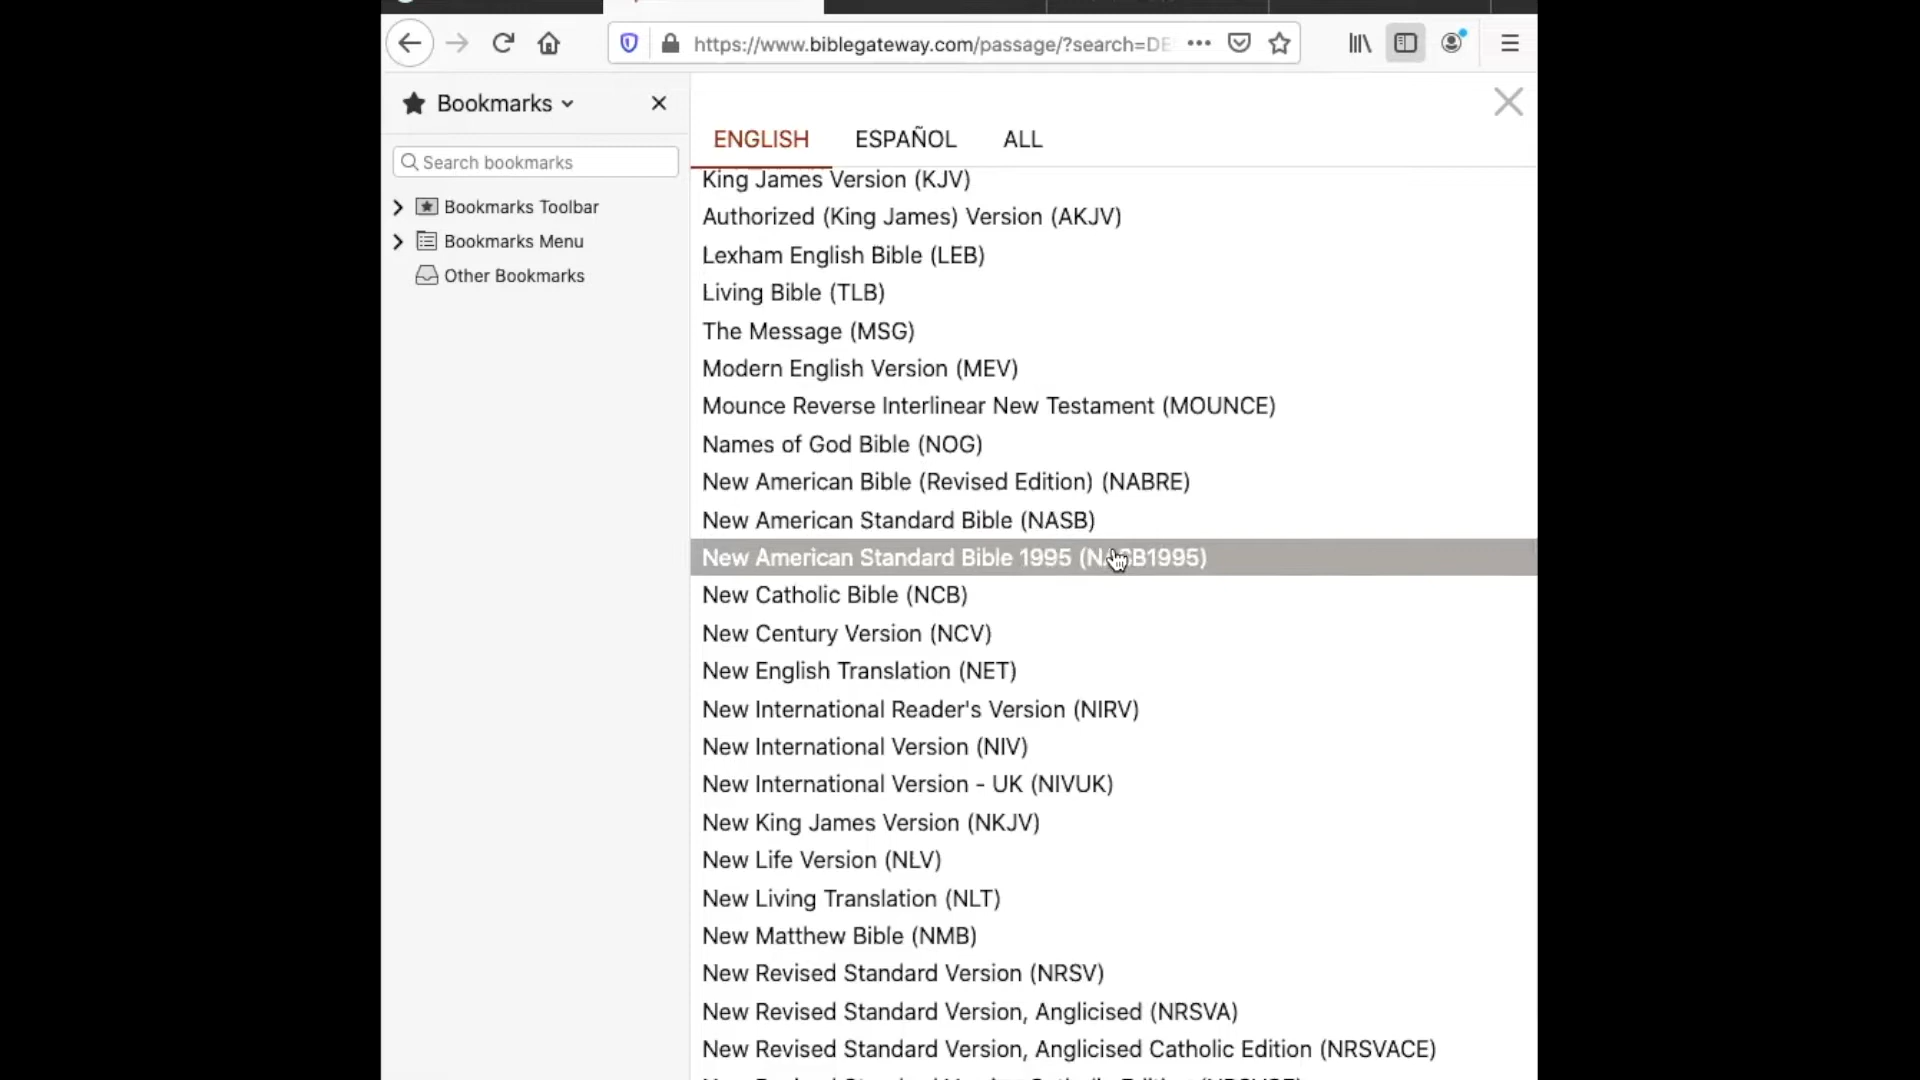 https://www.biblegateway.com/passage/?search=DE
Bookmarks
Search bookmarks
Bookmarks Toolbar
Bookmarks Menu
Other Bookmarks
ENGLISH ESPAÑOL ALL
King James Version (KJV)
Authorized (King James) Version (AKJV)
Lexham English Bible (LEB)
Living Bible (TLB)
The Message (MSG)
Modern English Version (MEV)
Mounce Reverse Interlinear New Testament (MOUNCE)
Names of God Bible (NOG)
New American Bible (Revised Edition) (NABRE)
New American Standard Bible (NASB)
New American Standard Bible 1995 (NASB1995)
New Catholic Bible (NCB)
New Century Version (NCV)
New English Translation (NET)
New International Reader's Version (NIRV)
New International Version (NIV)
New International Version - UK (NIVUK)
New King James Version (NKJV)
New Life Version (NLV)
New Living Translation (NLT)
New Matthew Bible (NMB)
New Revised Standard Version (NRSV)
New Revised Standard Version, Anglicised (NRSVA)
New Revised Standard Version, Anglicised Catholic Edition (NRSVACE)